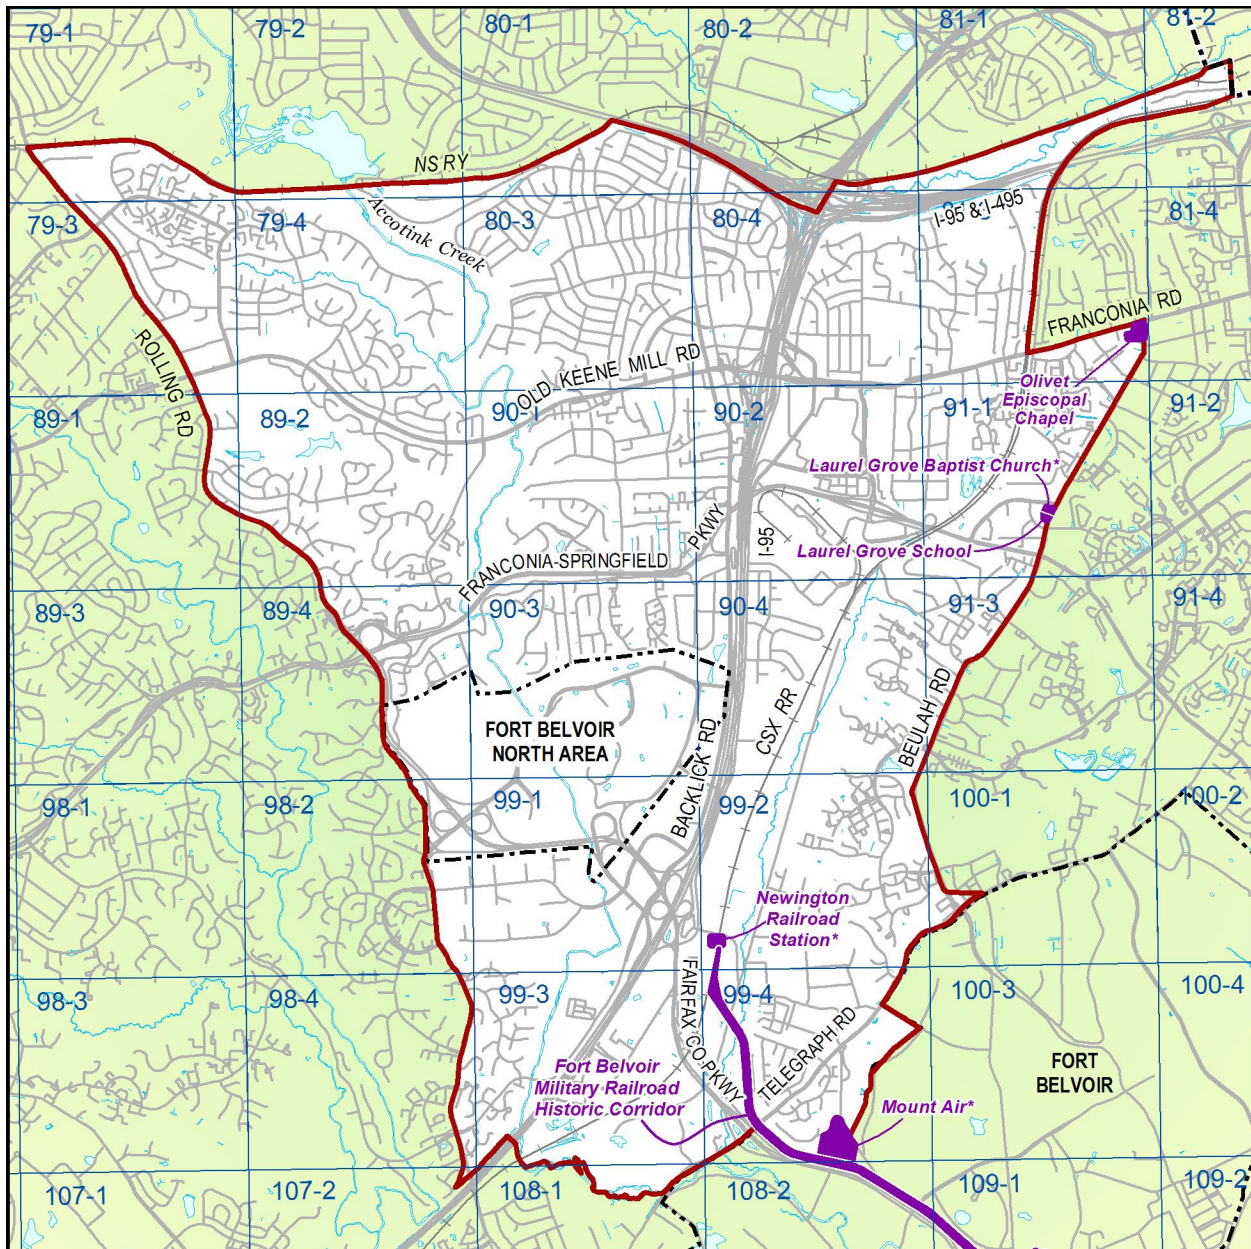 79-1
79-2
80-1
80-2
81-1
81-2
NS RY
79-3
79-4
Accotink Creek
80-3
80-4
I-95 & I-495
81-4
FRANCONIA RD
ROLLING RD
OLD KEENE MILL RD
Olivet
Episcopal
Chapel
89-1
89-2
90-1
90-2
91-1
91-2
Laurel Grove Baptist Church*
PKWY
I-95
Laurel Grove School
FRANCONIA-SPRINGFIELD
89-3
89-4
90-3
90-4
91-3
91-4
FORT BELVOIR
NORTH AREA
BACKLICK RD
CSX RR
BEULAH RD
98-1
98-2
99-1
99-2
100-1
100-2
Newington
Railroad
Station*
98-3
98-4
99-3
99-4
100-3
100-4
FAIRFAX CO PKWY
TELEGRAPH RD
Fort Belvoir
Military Railroad
Historic Corridor
FORT
BELVOIR
Mount Air*
107-1
107-2
108-1
108-2
109-1
109-2